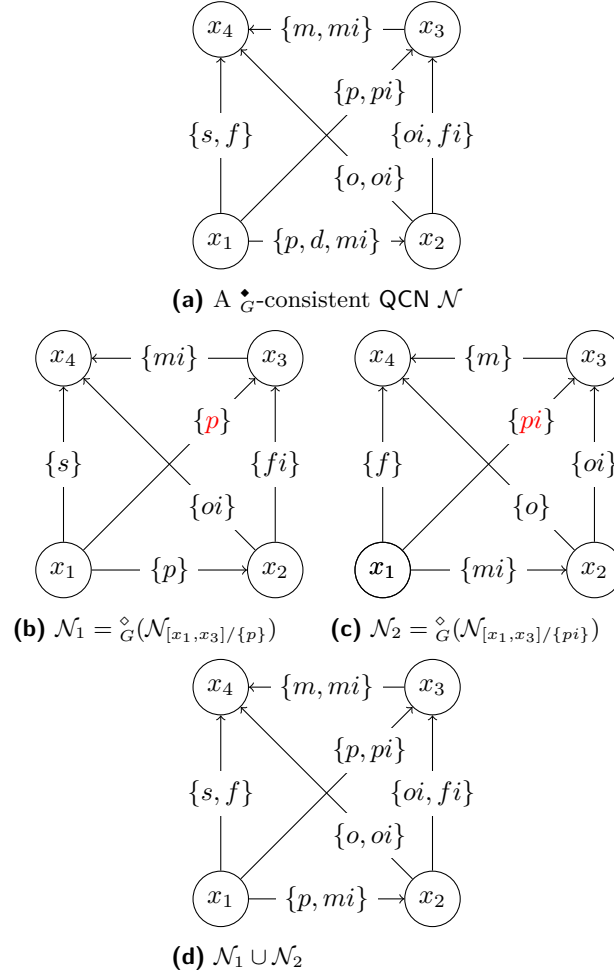 x₄ {m, mi} x₃
{p, pi}
{s, f} {oi, fi}
{o, oi}
x₁ {p, d, mi} x₂
(a) A ⬥G-consistent QCN 𝒩
x₄ {mi} x₃
{p}
{s} {fi}
{oi}
x₁ {p} x₂
(b) 𝒩₁ = ⋄G(𝒩[x₁,x₃]/{p})
x₄ {m} x₃
{pi}
{f} {oi}
{o}
x₁ {mi} x₂
(c) 𝒩₂ = ⋄G(𝒩[x₁,x₃]/{pi})
x₄ {m, mi} x₃
{p, pi}
{s, f} {oi, fi}
{o, oi}
x₁ {p, mi} x₂
(d) 𝒩₁ ∪ 𝒩₂